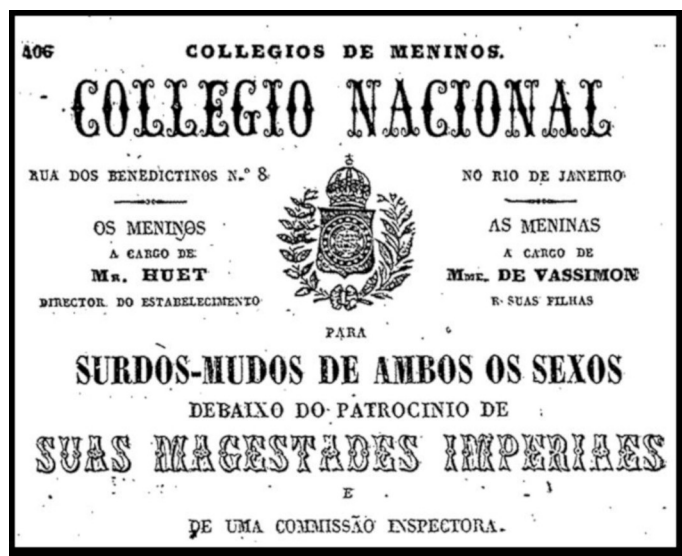 406
COLLEGIOS DE MENINOS.
COLLEGIO NACIONAL
RUA DOS BENEDICTINOS N.º 8
NO RIO DE JANEIRO
OS MENINOS
A CARGO DE
MR. HUET
DIRECTOR DO ESTABELECIMENTO
AS MENINAS
A CARGO DE
MME. DE VASSIMON
E SUAS FILHAS
PARA
SURDOS-MUDOS DE AMBOS OS SEXOS
DEBAIXO DO PATROCINIO DE
SUAS MAGESTADES IMPERIAES
E
DE UMA COMMISSÃO INSPECTORA.